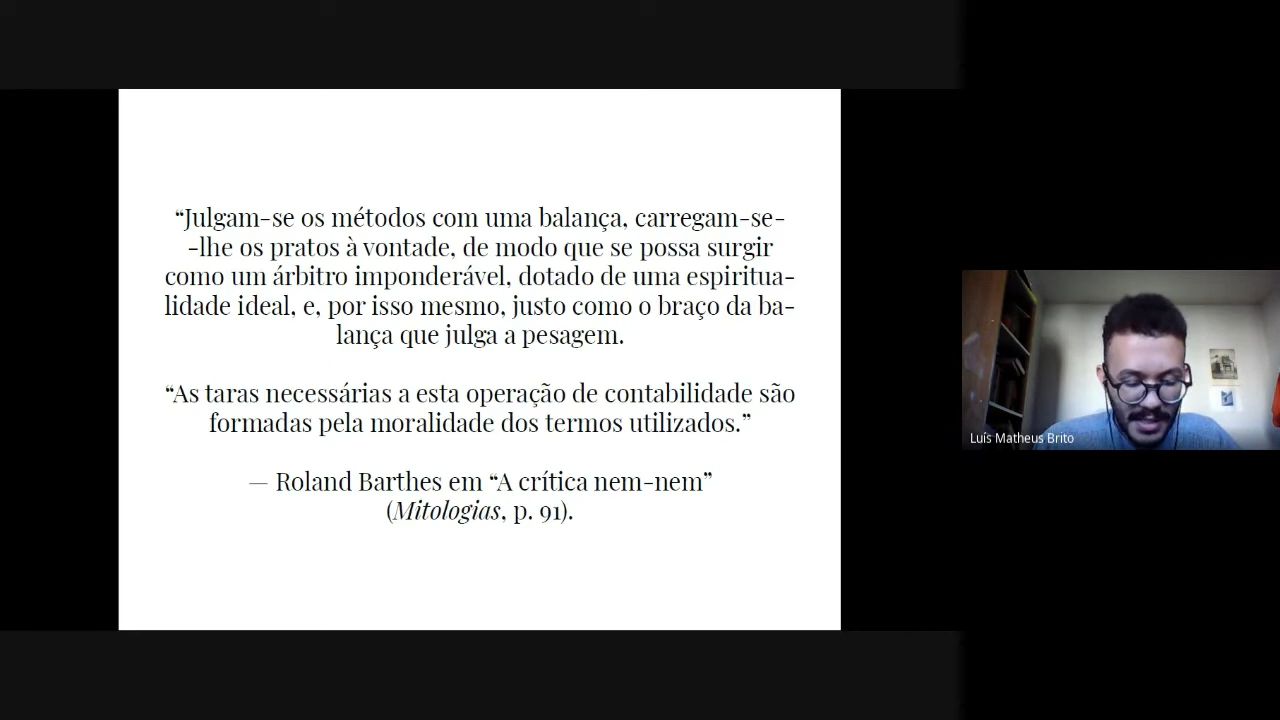 “Julgam-se os métodos com uma balança, carregam-se-
-lhe os pratos à vontade, de modo que se possa surgir
como um árbitro imponderável, dotado de uma espiritua-
lidade ideal, e, por isso mesmo, justo como o braço da ba-
lança que julga a pesagem.
“As taras necessárias a esta operação de contabilidade são
formadas pela moralidade dos termos utilizados.”
— Roland Barthes em “A crítica nem-nem”
(Mitologias, p. 91).
Luís Matheus Brito